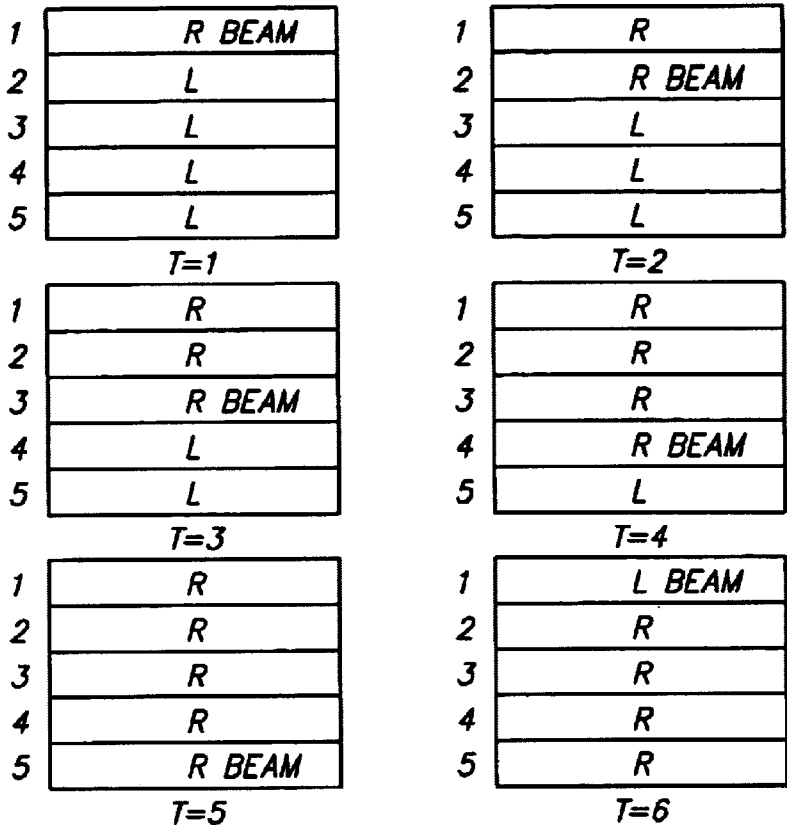 1 R BEAM
2 L
3 L
4 L
5 L
T=1
1 R
2 R BEAM
3 L
4 L
5 L
T=2
1 R
2 R
3 R BEAM
4 L
5 L
T=3
1 R
2 R
3 R
4 R BEAM
5 L
T=4
1 R
2 R
3 R
4 R
5 R BEAM
T=5
1 L BEAM
2 R
3 R
4 R
5 R
T=6